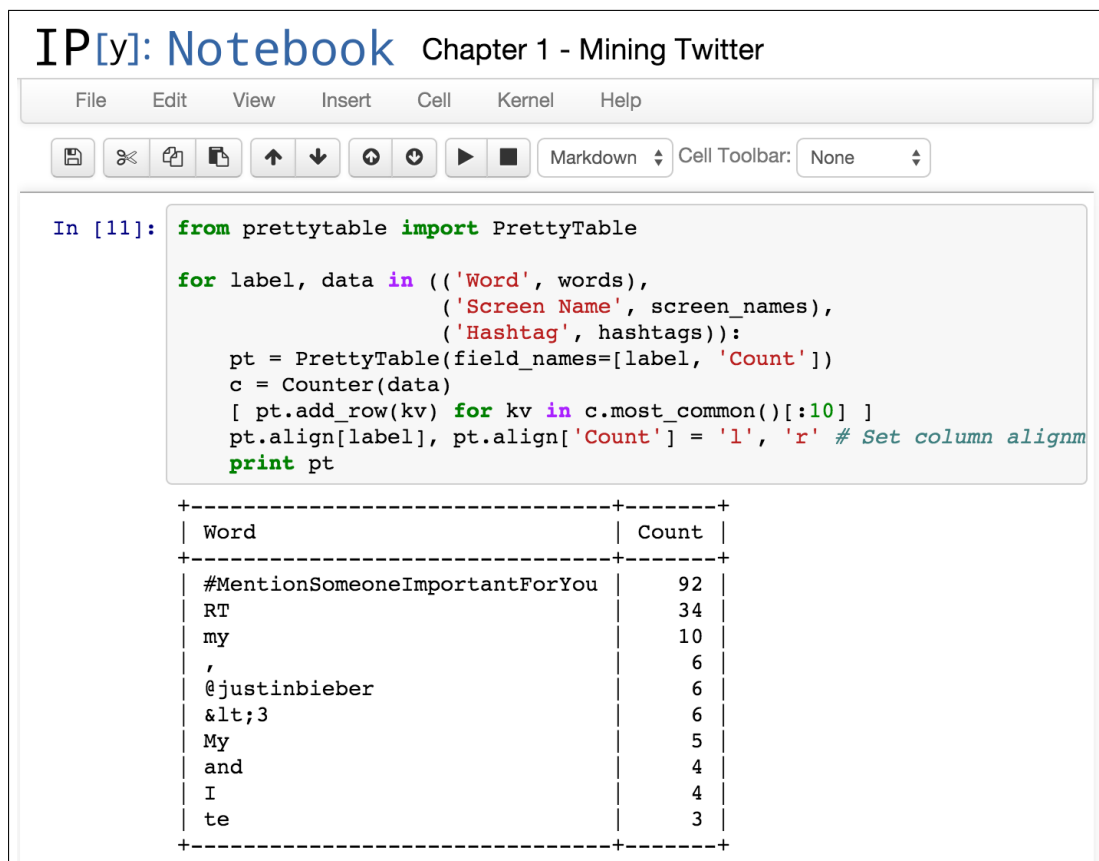 IP[y]: Notebook Chapter 1 - Mining Twitter
File Edit View Insert Cell Kernel Help
Markdown Cell Toolbar: None
In [11]: from prettytable import PrettyTable
for label, data in (('Word', words),
('Screen Name', screen_names),
('Hashtag', hashtags)):
pt = PrettyTable(field_names=[label, 'Count'])
c = Counter(data)
[ pt.add_row(kv) for kv in c.most_common()[:10] ]
pt.align[label], pt.align['Count'] = 'l', 'r' # Set column alignm
print pt
+--------------------------------+-------+
| Word | Count |
+--------------------------------+-------+
| #MentionSomeoneImportantForYou | 92 |
| RT | 34 |
| my | 10 |
| , | 6 |
| @justinbieber | 6 |
| &lt;3 | 6 |
| My | 5 |
| and | 4 |
| I | 4 |
| te | 3 |
+--------------------------------+-------+